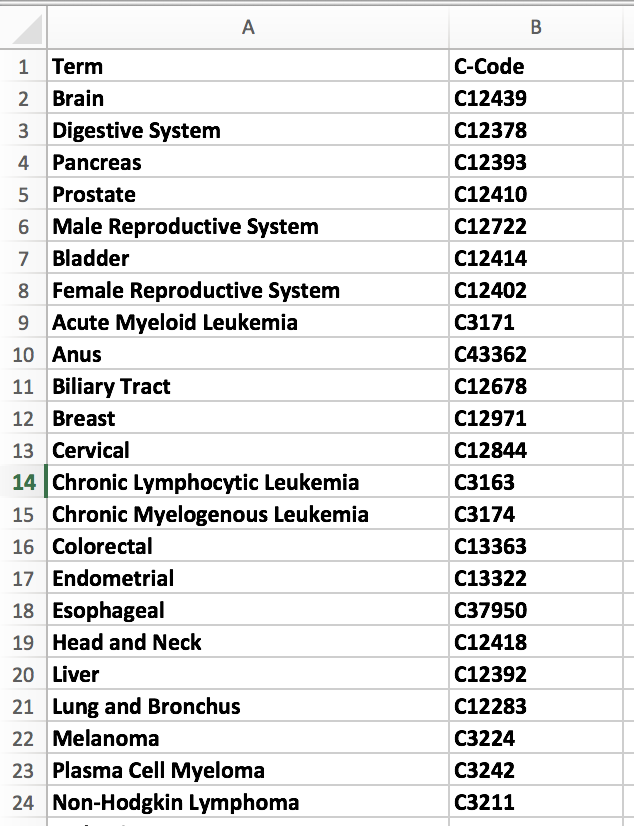 A B
1 Term C-Code
2 Brain C12439
3 Digestive System C12378
4 Pancreas C12393
5 Prostate C12410
6 Male Reproductive System C12722
7 Bladder C12414
8 Female Reproductive System C12402
9 Acute Myeloid Leukemia C3171
10 Anus C43362
11 Biliary Tract C12678
12 Breast C12971
13 Cervical C12844
14 Chronic Lymphocytic Leukemia C3163
15 Chronic Myelogenous Leukemia C3174
16 Colorectal C13363
17 Endometrial C13322
18 Esophageal C37950
19 Head and Neck C12418
20 Liver C12392
21 Lung and Bronchus C12283
22 Melanoma C3224
23 Plasma Cell Myeloma C3242
24 Non-Hodgkin Lymphoma C3211